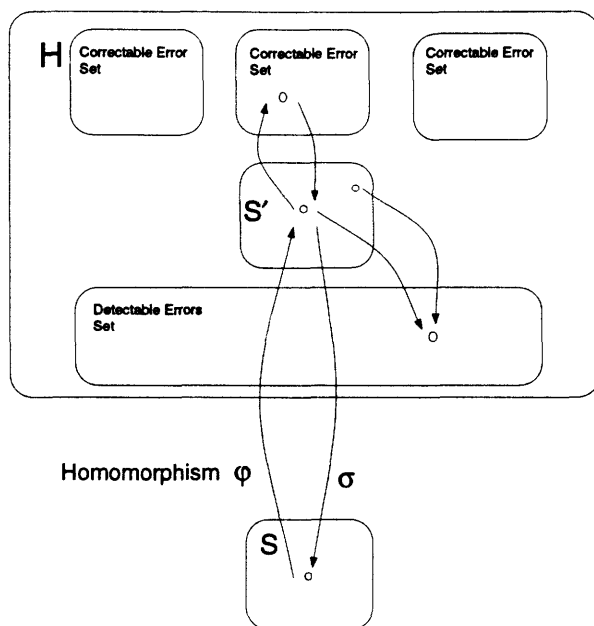 H
Correctable Error
Set
Correctable Error
Set
Correctable Error
Set
S'
Detectable Errors
Set
Homomorphism φ
σ
S